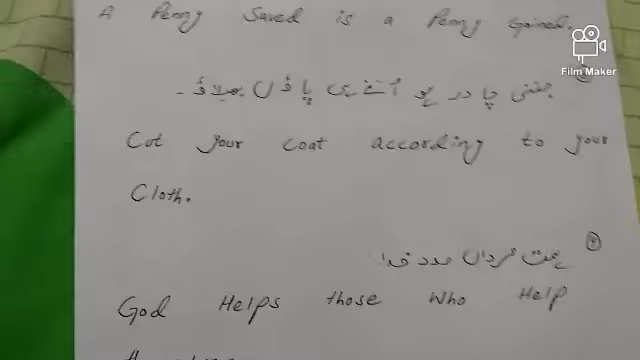 A Penny Saved is a Penny Gained.
Film Maker
جتنی چادر ہو اُتنے ہی پاؤں پھیلاؤ ۔
Cut your coat according to your
Cloth.
ہمت مرداں مدد خدا
God Helps those who Help